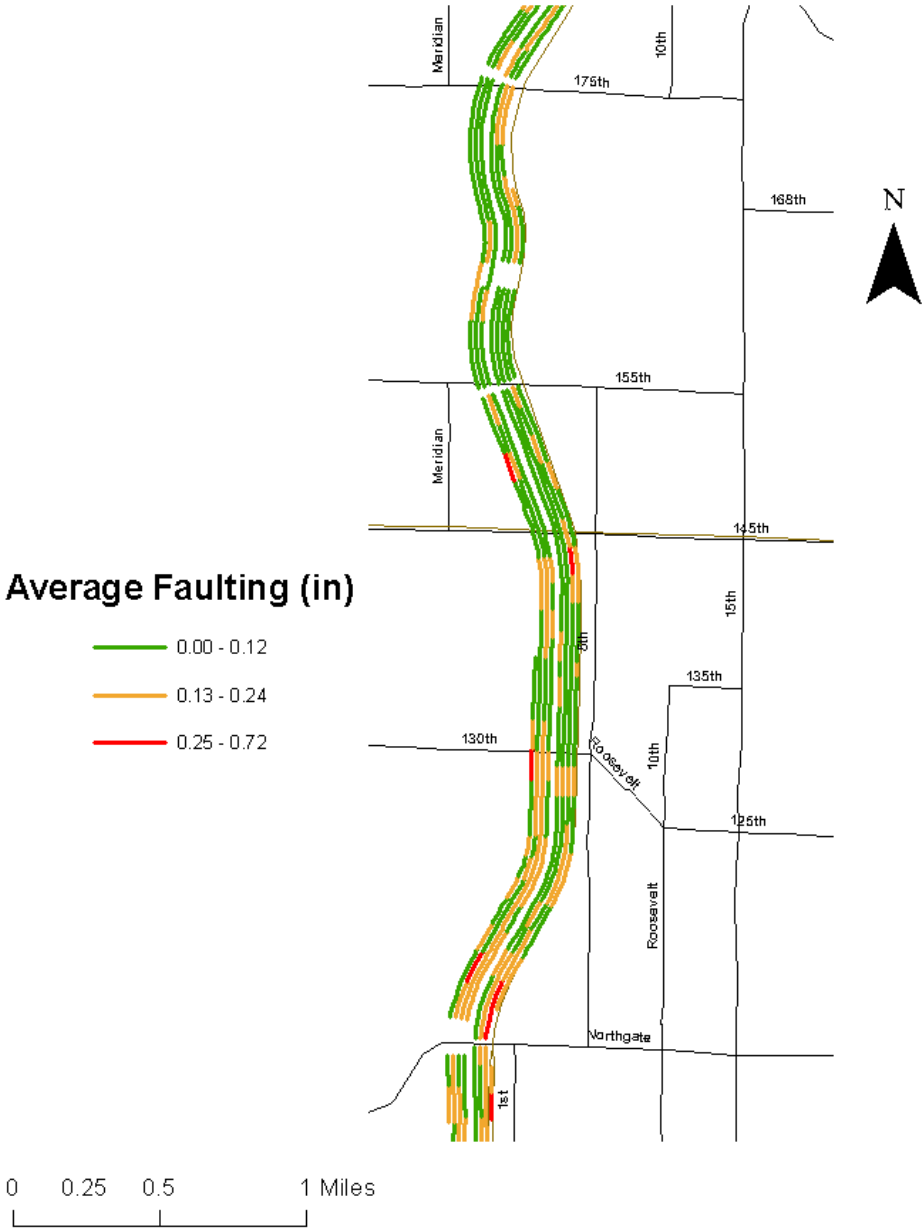 Meridian
10th
175th
168th
N
155th
Meridian
145th
Average Faulting (in)
0.00 - 0.12
0.13 - 0.24
0.25 - 0.72
15th
8th
135th
130th
Roosevelt
10th
125th
Roosevelt
Northgate
1st
0 0.25 0.5 1 Miles